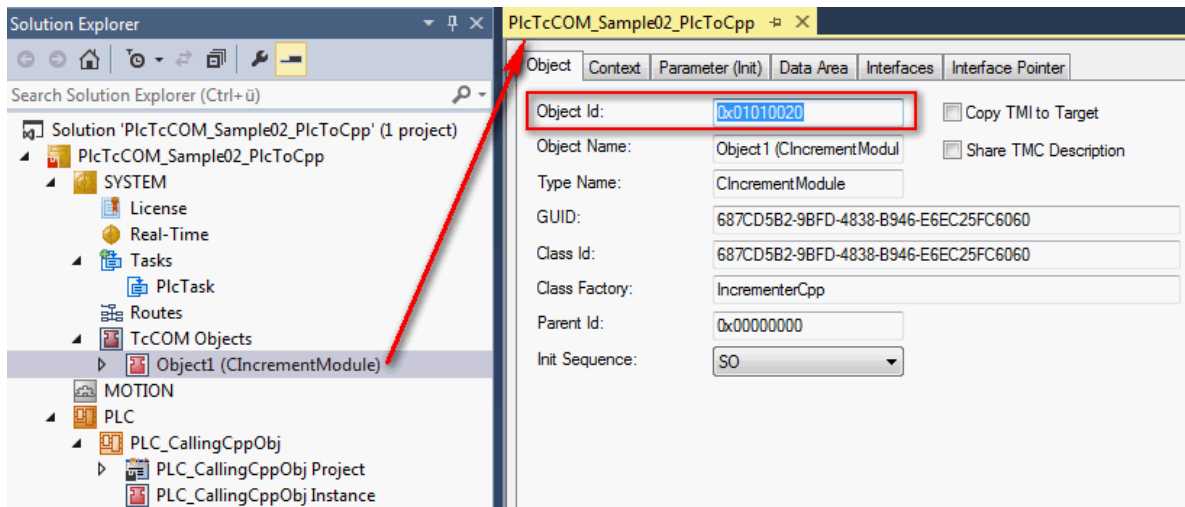 Solution Explorer
Search Solution Explorer (Ctrl+ü)
Solution 'PlcTcCOM_Sample02_PlcToCpp' (1 project)
PlcTcCOM_Sample02_PlcToCpp
SYSTEM
License
Real-Time
Tasks
PlcTask
Routes
TcCOM Objects
Object1 (CIncrementModule)
MOTION
PLC
PLC_CallingCppObj
PLC_CallingCppObj Project
PLC_CallingCppObj Instance
PlcTcCOM_Sample02_PlcToCpp
Object Context Parameter (Init) Data Area Interfaces Interface Pointer
Object Id: 0x01010020 Copy TMI to Target
Object Name: Object1 (CIncrementModul Share TMC Description
Type Name: CIncrementModule
GUID: 687CD5B2-9BFD-4838-B946-E6EC25FC6060
Class Id: 687CD5B2-9BFD-4838-B946-E6EC25FC6060
Class Factory: IncrementerCpp
Parent Id: 0x00000000
Init Sequence: SO